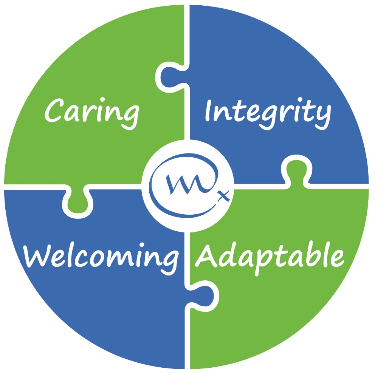 Caring
Integrity
m
x
Welcoming
Adaptable